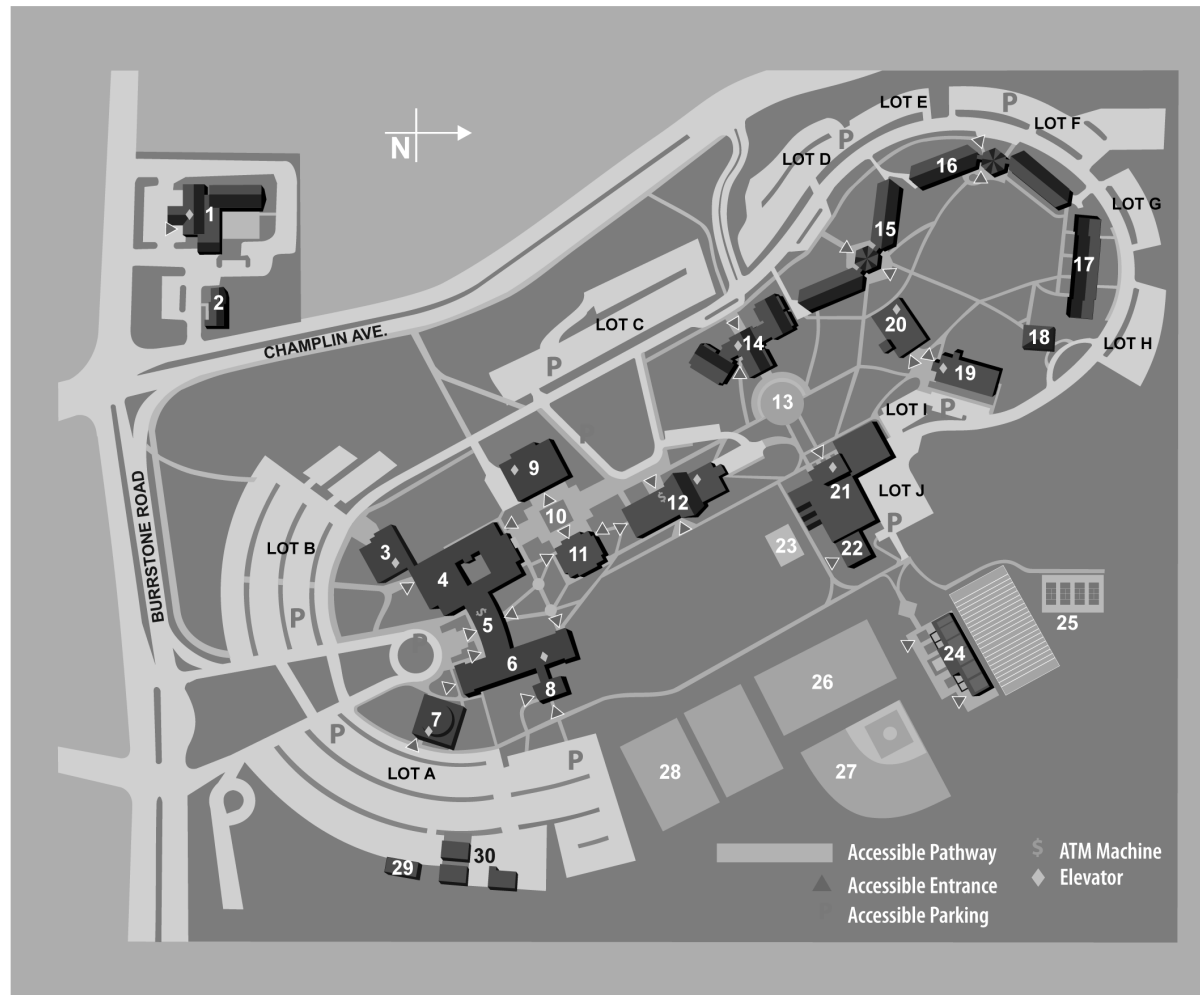 LOT E
P
LOT F
P
N
LOT D
16
1
LOT G
15
17
2
LOT C
20
18
CHAMPLIN AVE.
14
LOT H
P
19
13
LOT I
P
P
9
12
$
21
LOT J
10
P
BURRSTONE ROAD
LOT B
3
11
23
22
4
25
P
$
5
P
6
24
8
26
7
P
P
28
27
LOT A
30
29
Accessible Pathway
$ ATM Machine
Accessible Entrance
Elevator
P Accessible Parking